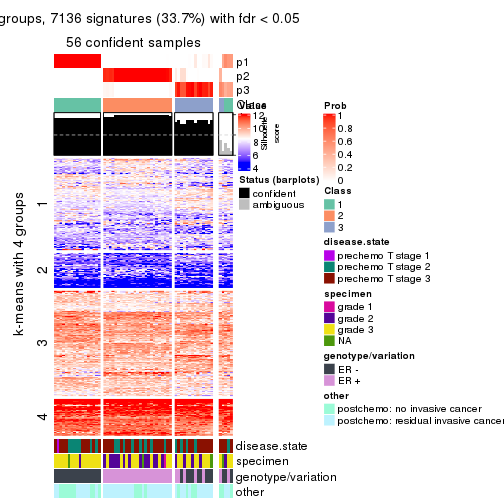 groups, 7136 signatures (33.7%) with fdr < 0.05
56 confident samples
p1
p2
p3
Class
Value
12
10
8
6
4
Silhouette
score
Prob
1
0.8
0.6
0.4
0.2
0
Status (barplots)
confident
ambiguous
Class
1
2
3
disease.state
prechemo T stage 1
prechemo T stage 2
prechemo T stage 3
specimen
grade 1
grade 2
grade 3
NA
genotype/variation
ER -
ER +
other
postchemo: no invasive cancer
postchemo: residual invasive cancer
k-means with 4 groups
1
2
3
4
disease.state
specimen
genotype/variation
other